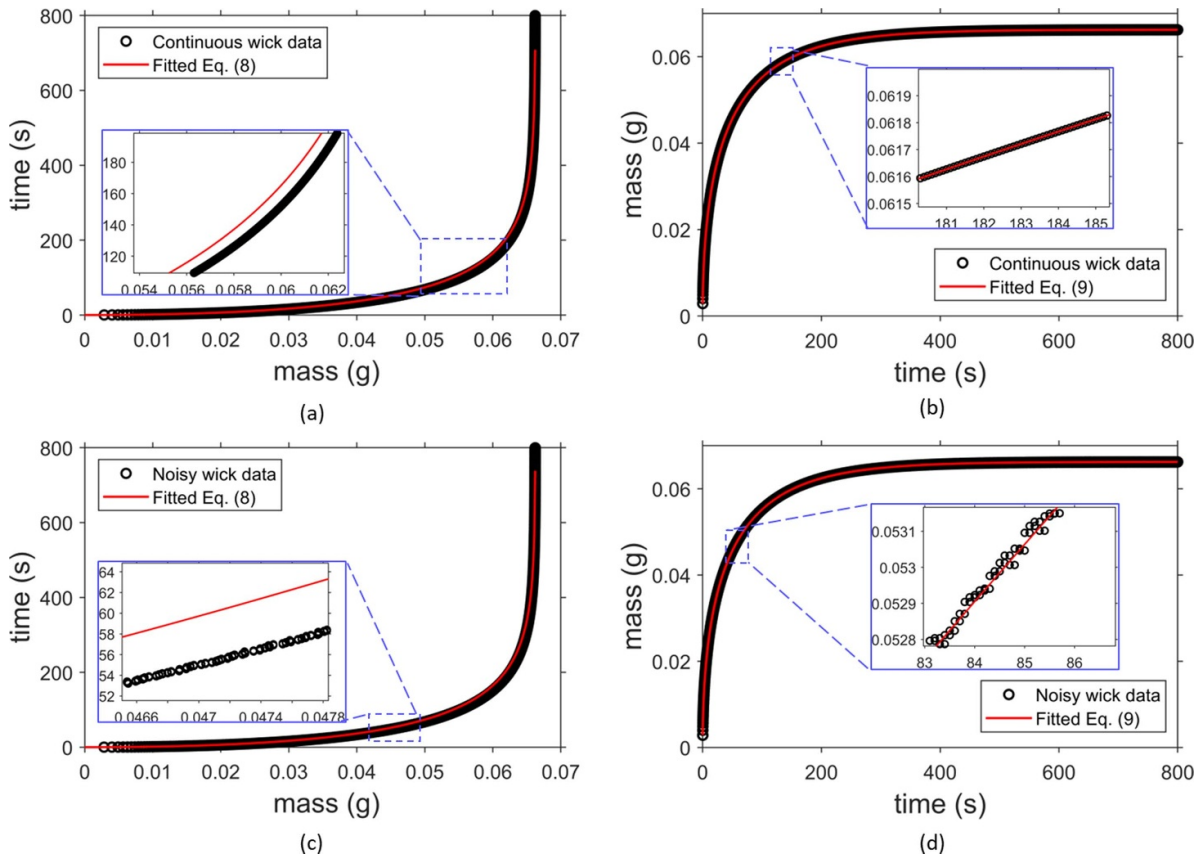 800
600
400
200
0
time (s)
Continuous wick data
Fitted Eq. (8)
180
160
140
120
0.054 0.056 0.058 0.06 0.062
0 0.01 0.02 0.03 0.04 0.05 0.06 0.07
mass (g)
(a)
0.06
0.04
0.02
0
mass (g)
0.0619
0.0618
0.0617
0.0616
0.0615
181 182 183 184 185
Continuous wick data
Fitted Eq. (9)
0 200 400 600 800
time (s)
(b)
800
600
400
200
0
time (s)
Noisy wick data
Fitted Eq. (8)
64
62
60
58
56
54
52
0.0466 0.047 0.0474 0.0478
0 0.01 0.02 0.03 0.04 0.05 0.06 0.07
mass (g)
(c)
0.06
0.04
0.02
0
mass (g)
0.0531
0.053
0.0529
0.0528
83 84 85 86
Noisy wick data
Fitted Eq. (9)
0 200 400 600 800
time (s)
(d)